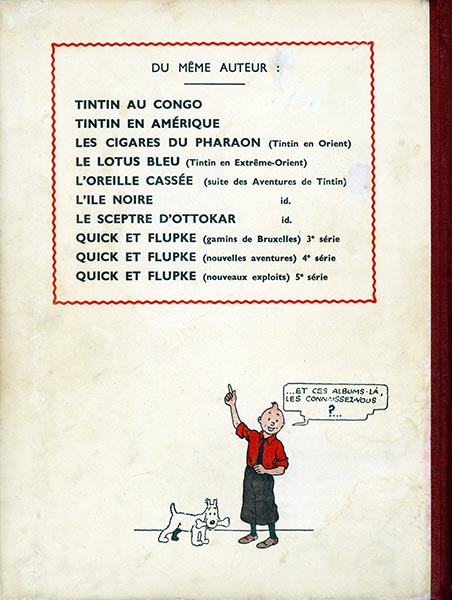 DU MÊME AUTEUR :
TINTIN AU CONGO
TINTIN EN AMÉRIQUE
LES CIGARES DU PHARAON (Tintin en Orient)
LE LOTUS BLEU (Tintin en Extrême-Orient)
L'OREILLE CASSÉE (suite des Aventures de Tintin)
L'ILE NOIRE id.
LE SCEPTRE D'OTTOKAR id.
QUICK ET FLUPKE (gamins de Bruxelles) 3e série
QUICK ET FLUPKE (nouvelles aventures) 4e série
QUICK ET FLUPKE (nouveaux exploits) 5e série
...ET CES ALBUMS-LÀ,
LES CONNAISSEZ-VOUS
?...